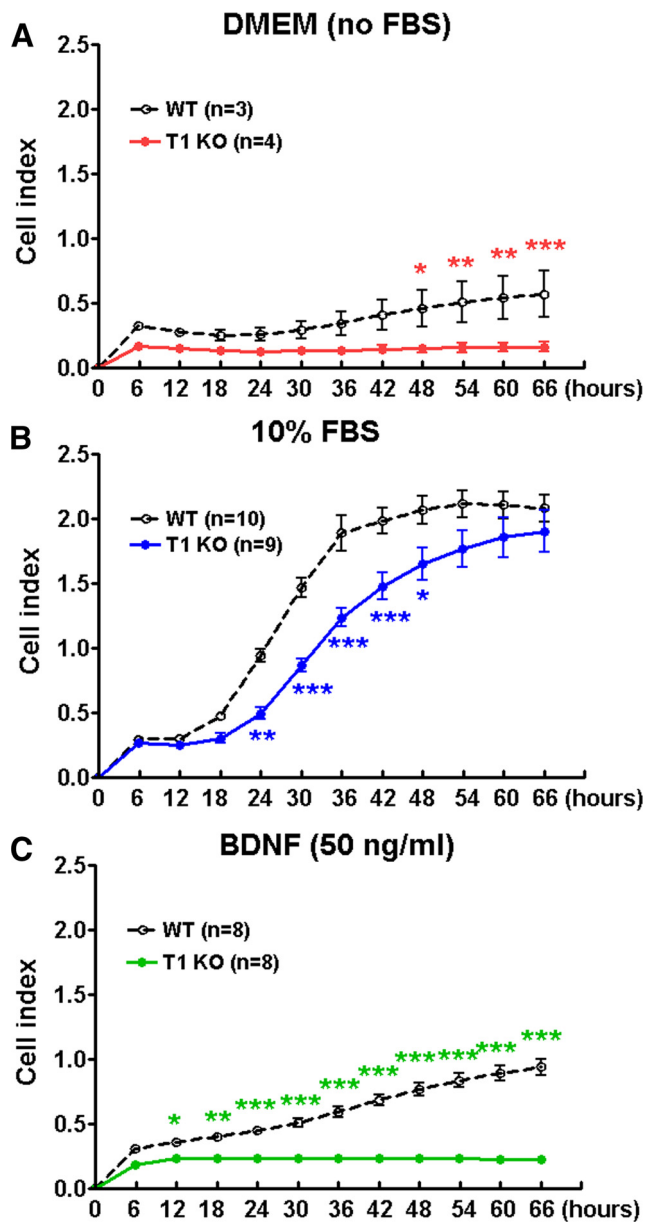 A
DMEM (no FBS)
2.5
2.0
1.5
1.0
0.5
0.0
Cell index
WT (n=3)
T1 KO (n=4)
* ** ** ***
0 6 12 18 24 30 36 42 48 54 60 66 (hours)
B
10% FBS
2.5
2.0
1.5
1.0
0.5
0.0
Cell index
WT (n=10)
T1 KO (n=9)
** *** *** *** *
0 6 12 18 24 30 36 42 48 54 60 66 (hours)
C
BDNF (50 ng/ml)
2.5
2.0
1.5
1.0
0.5
0.0
Cell index
WT (n=8)
T1 KO (n=8)
* ** *** *** *** *** *** *** *** ***
0 6 12 18 24 30 36 42 48 54 60 66 (hours)